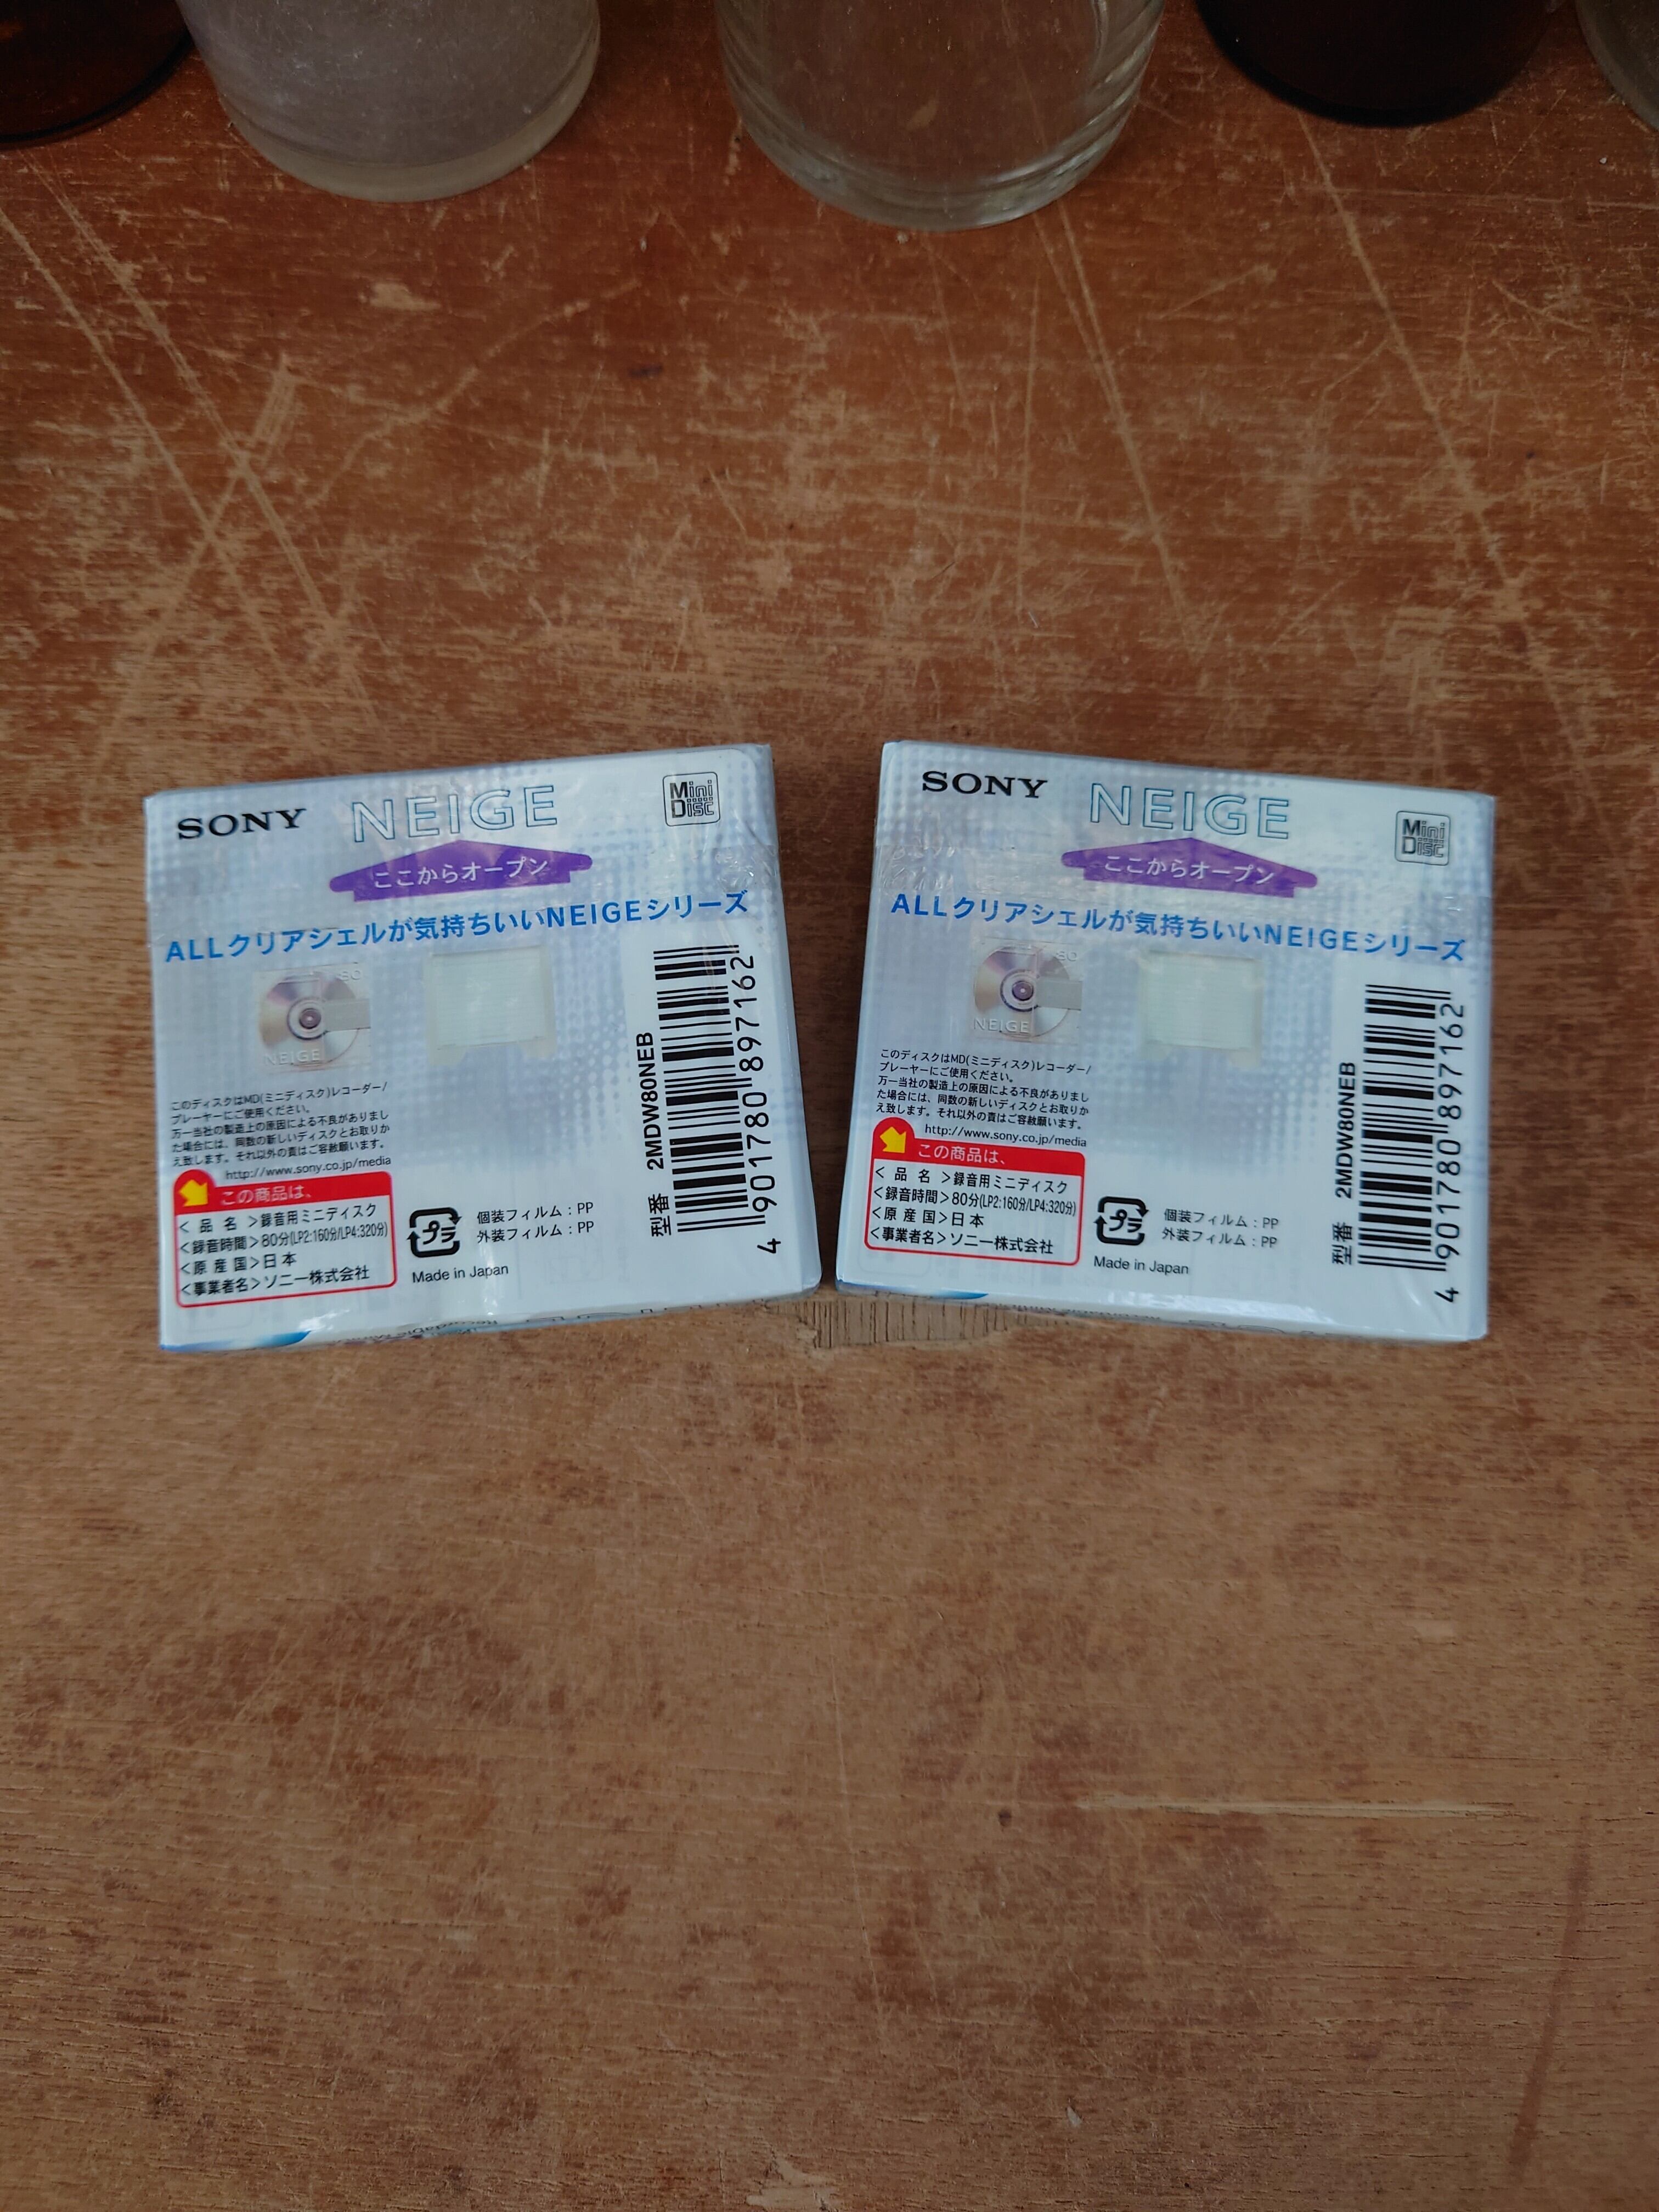 SONY NEIGE Mini Disc
ここからオープン
ALLクリアシェルが気持ちいいNEIGEシリーズ
80
NEIGE
このディスクはMD(ミニディスク)レコーダー/
プレーヤーにご使用ください。
万一当社の製造上の原因による不良がありまし
た場合には、同数の新しいディスクとお取りか
え致します。それ以外の責はご容赦願います。
http://www.sony.co.jp/media
この商品は、
<品 名>録音用ミニディスク
<録音時間>80分(LP2:160分/LP4:320分)
<原 産 国>日本
<事業者名>ソニー株式会社
プラ
個装フィルム:PP
外装フィルム:PP
Made in Japan
型番 2MDW80NEB
4 901780 897162
SONY NEIGE Mini Disc
ここからオープン
ALLクリアシェルが気持ちいいNEIGEシリーズ
80
NEIGE
このディスクはMD(ミニディスク)レコーダー/
プレーヤーにご使用ください。
万一当社の製造上の原因による不良がありまし
た場合には、同数の新しいディスクとお取りか
え致します。それ以外の責はご容赦願います。
http://www.sony.co.jp/media
この商品は、
<品 名>録音用ミニディスク
<録音時間>80分(LP2:160分/LP4:320分)
<原 産 国>日本
<事業者名>ソニー株式会社
プラ
個装フィルム:PP
外装フィルム:PP
Made in Japan
型番 2MDW80NEB
4 901780 897162